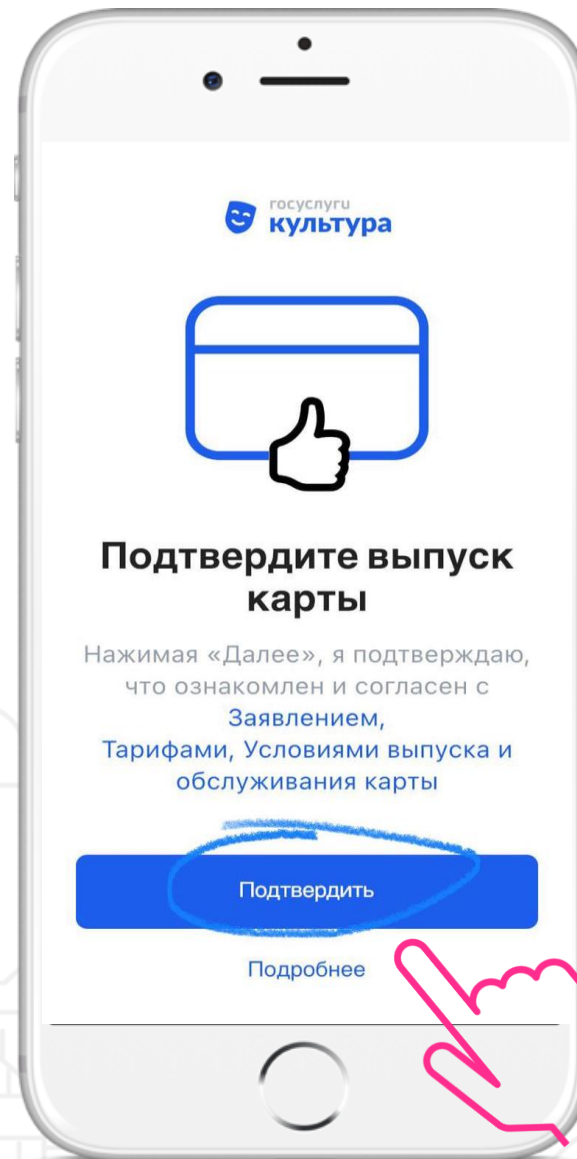 госуслуги
культура
Подтвердите выпуск
карты
Нажимая «Далее», я подтверждаю,
что ознакомлен и согласен с
Заявлением,
Тарифами, Условиями выпуска и
обслуживания карты
Подтвердить
Подробнее